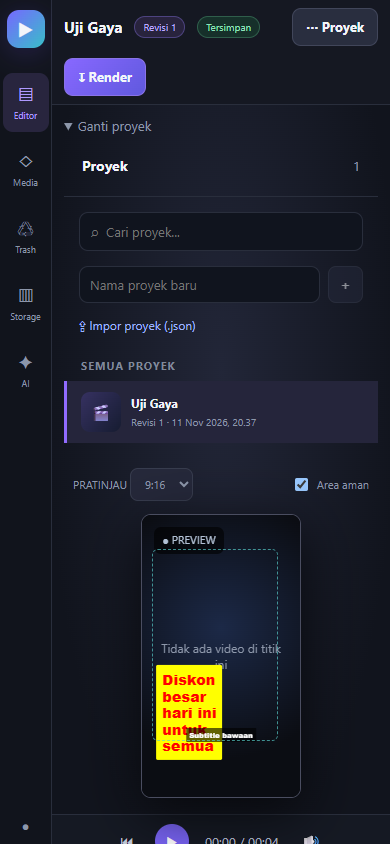 Uji Gaya
Revisi 1
Tersimpan
··· Proyek
↧ Render
Editor
Media
Trash
Storage
AI
▼ Ganti proyek
Proyek 1
Cari proyek...
Nama proyek baru
+
⇪ Impor proyek (.json)
SEMUA PROYEK
Uji Gaya
Revisi 1 · 11 Nov 2026, 20.37
PRATINJAU 9:16
Area aman
● PREVIEW
Tidak ada video di titik
ini
Diskon
besar
hari ini
untuk
semua
Subtitle bawaan
00:00 / 00:04